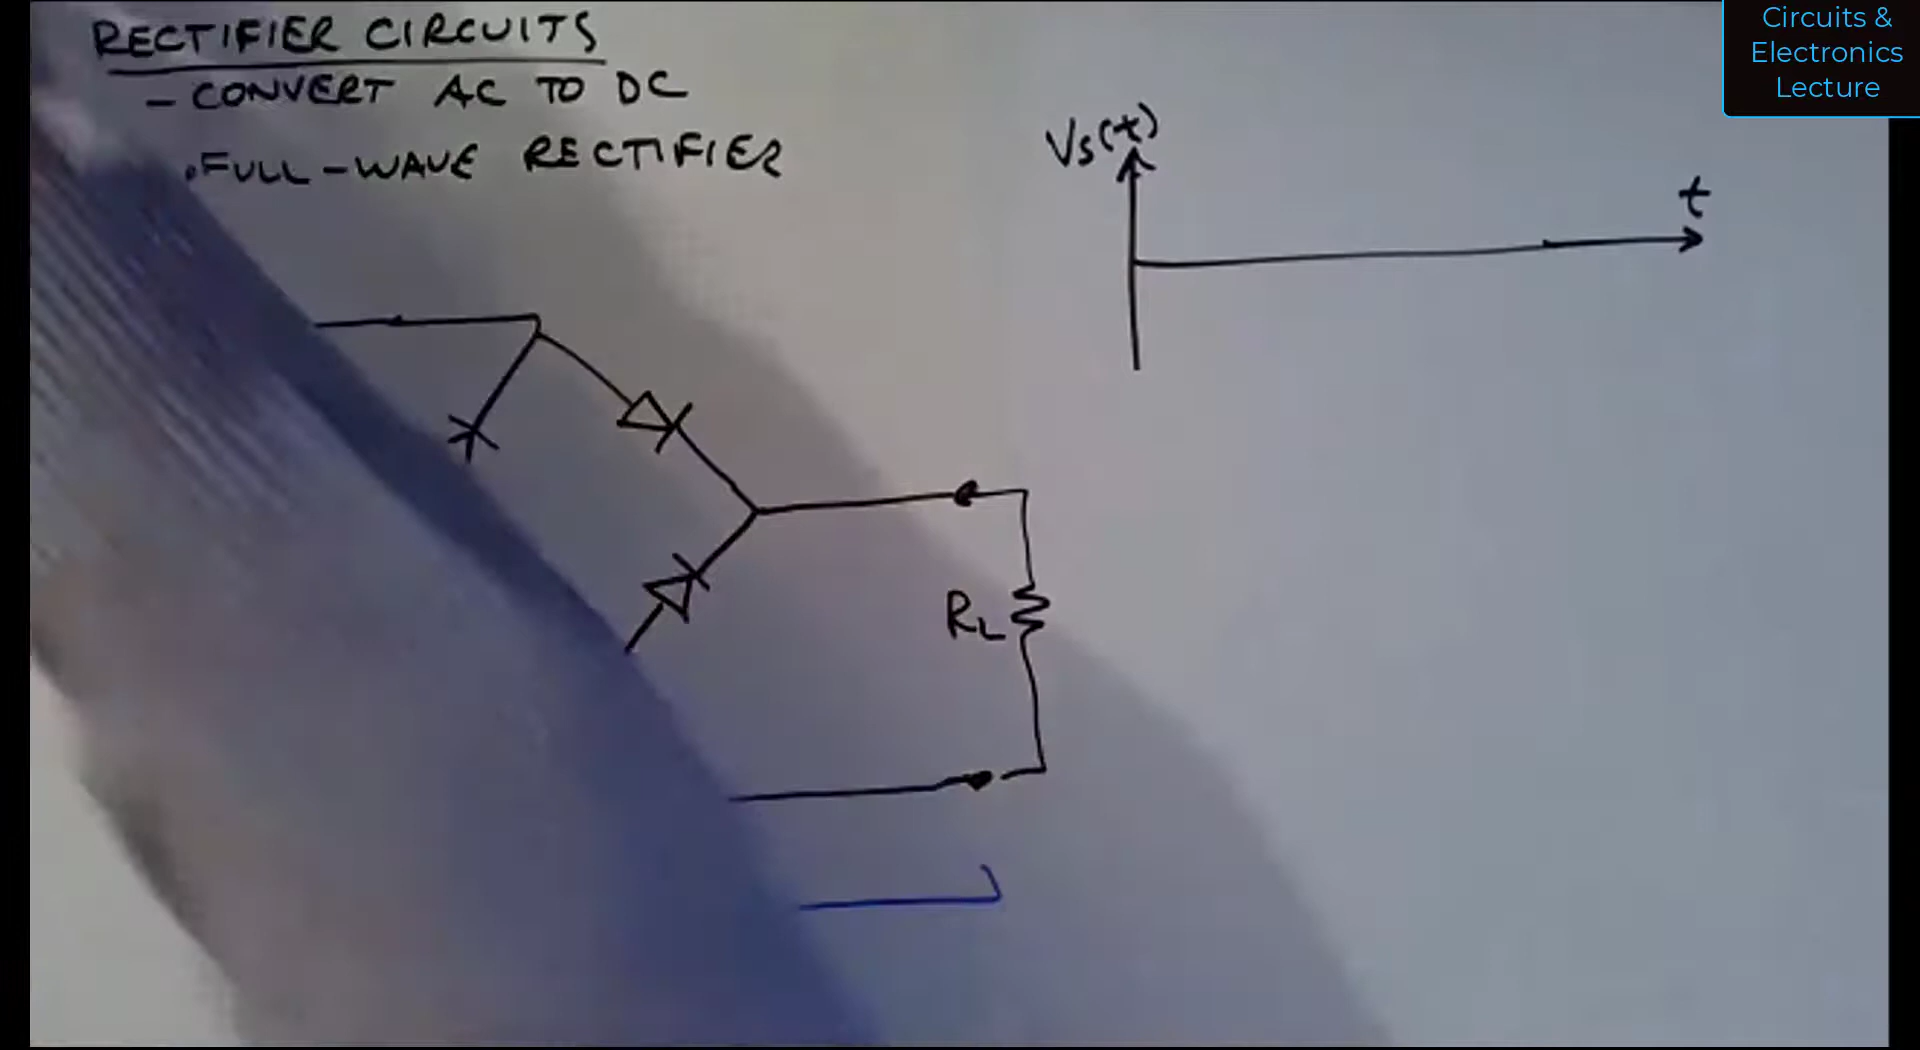 RECTIFIER CIRCUITS
- CONVERT AC TO DC
. FULL-WAVE RECTIFIER
Circuits &
Electronics
Lecture
Vs(t)
t
RL